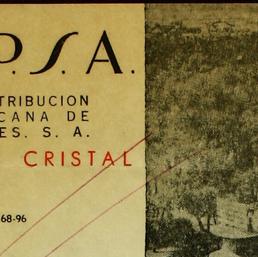 P.S.A.
TRIBUCION
CANA DE
ES. S. A.
CRISTAL
68-96